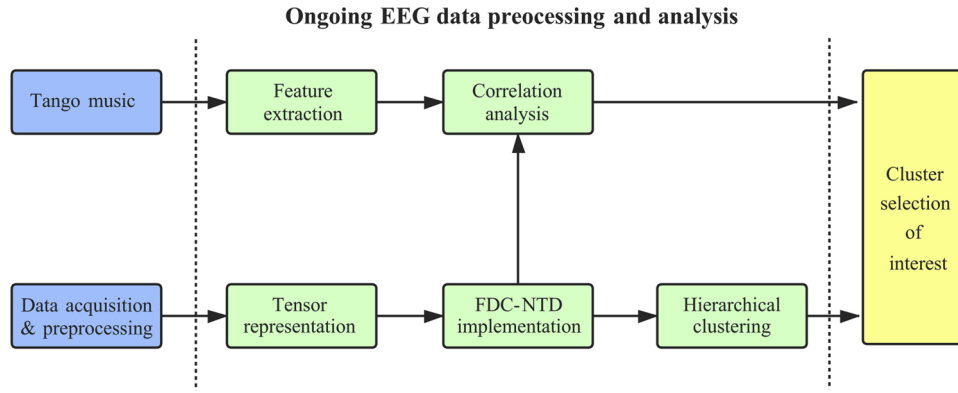 Ongoing EEG data preocessing and analysis
Tango music
Feature
extraction
Correlation
analysis
Cluster
selection
of
interest
Data acquisition
& preprocessing
Tensor
representation
FDC-NTD
implementation
Hierarchical
clustering